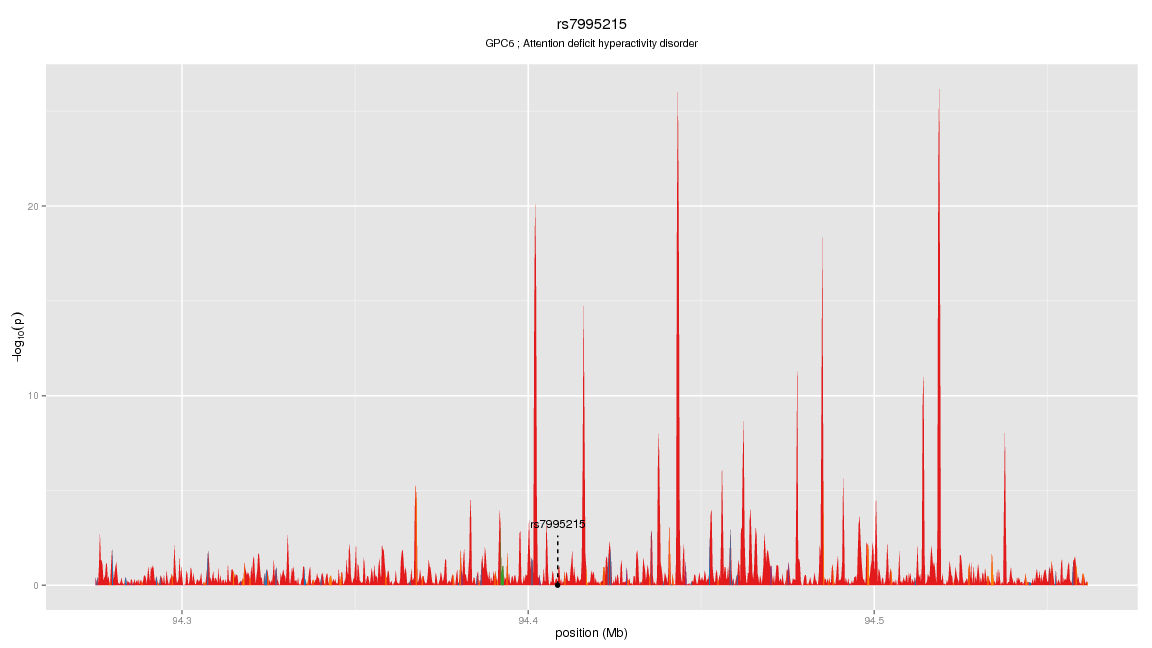 rs7995215
GPC6 ; Attention deficit hyperactivity disorder
20
10
0
−log10(p)
rs7995215
94.3
94.4
94.5
position (Mb)